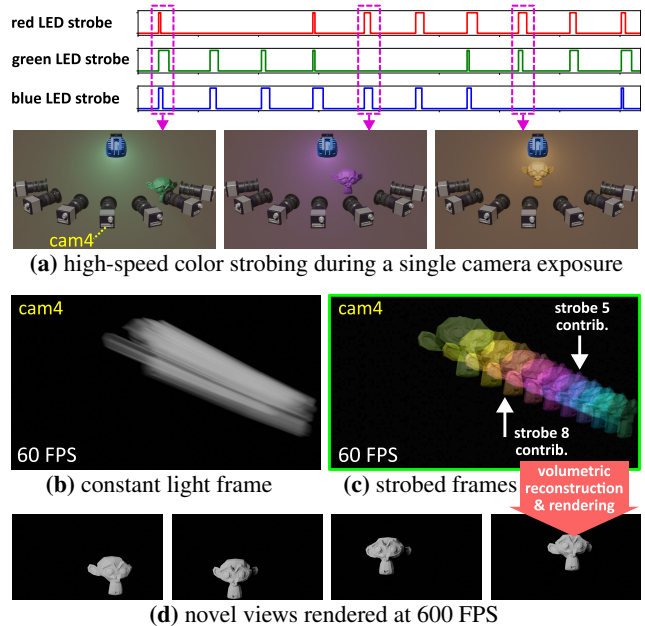 red LED strobe
green LED strobe
blue LED strobe
cam4
(a) high-speed color strobing during a single camera exposure
cam4
60 FPS
(b) constant light frame
cam4
strobe 5
contrib.
strobe 8
contrib.
60 FPS
(c) strobed frames
volumetric
reconstruction
& rendering
(d) novel views rendered at 600 FPS